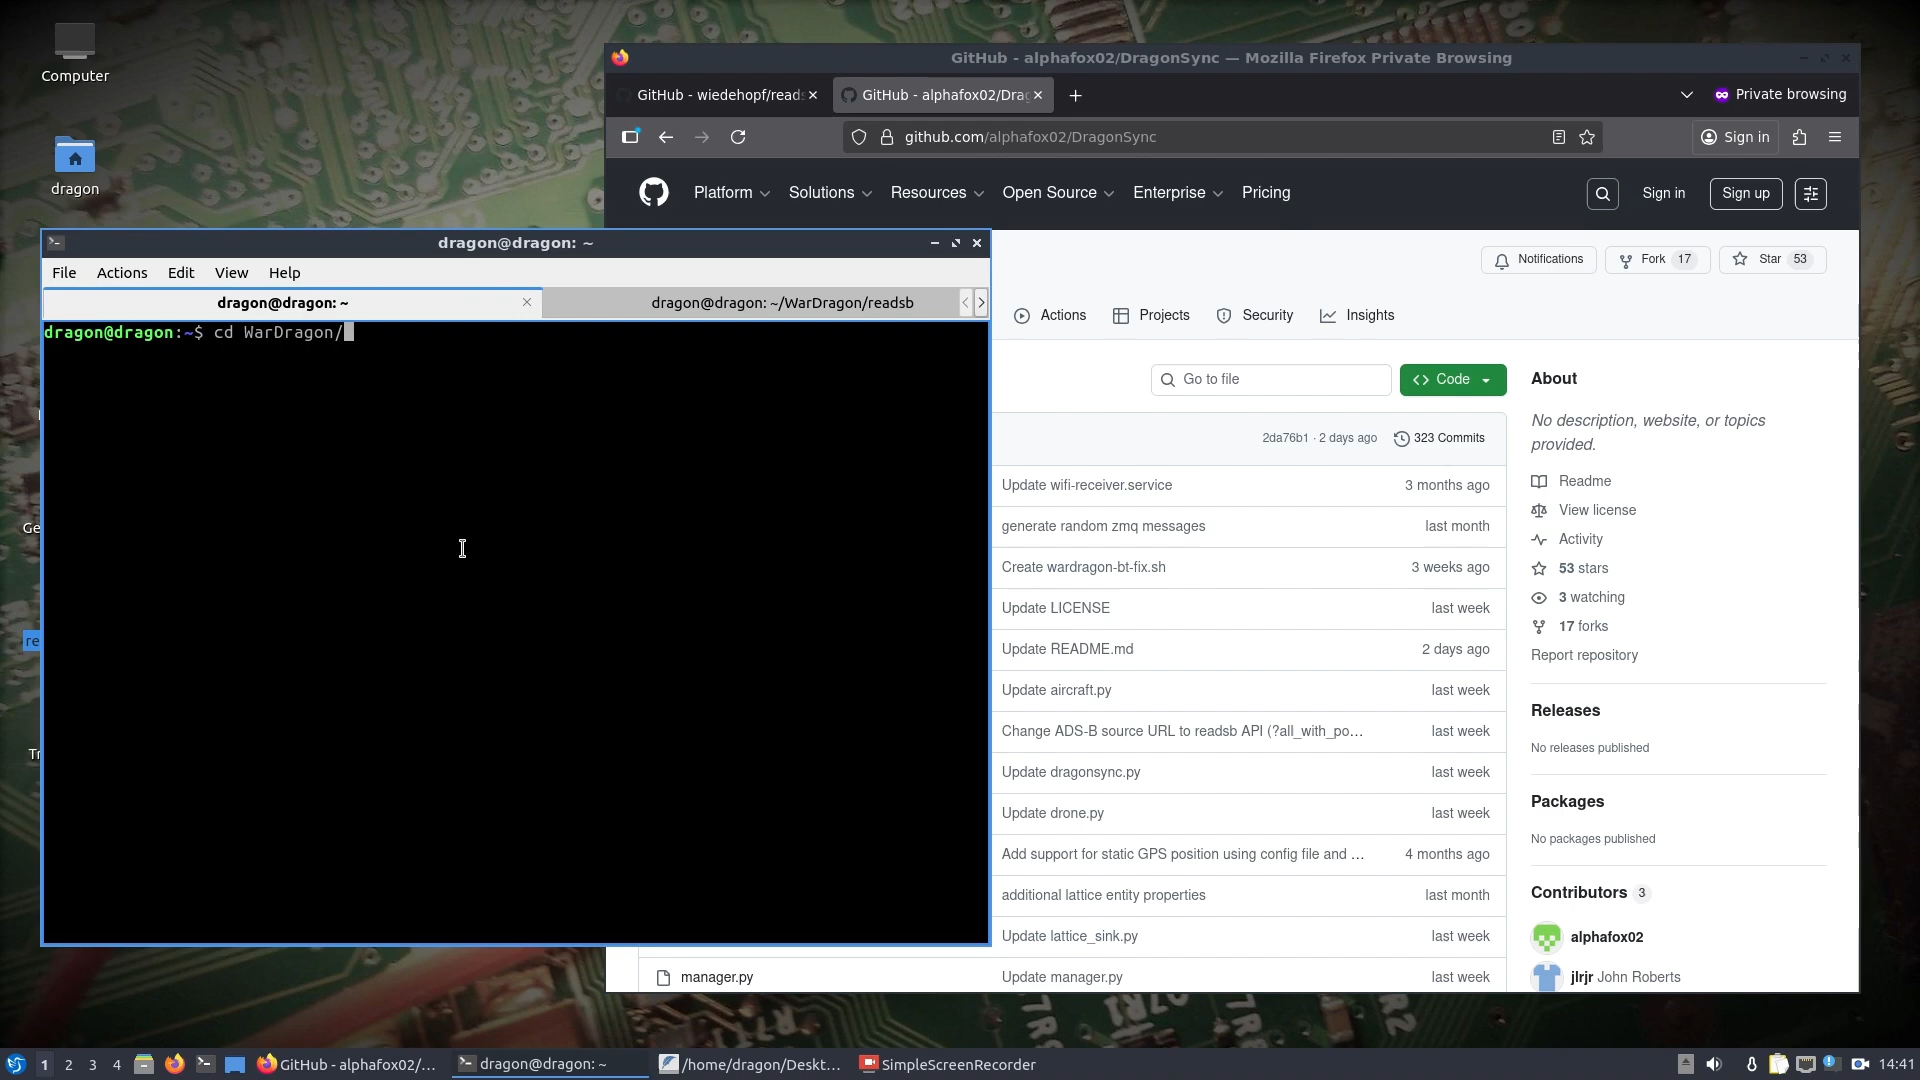 Computer
dragon
GitHub - alphafox02/DragonSync — Mozilla Firefox Private Browsing
GitHub - wiedehopf/reads
GitHub - alphafox02/Drag
Private browsing
github.com/alphafox02/DragonSync
Sign in
Platform
Solutions
Resources
Open Source
Enterprise
Pricing
Sign in
Sign up
dragon@dragon: ~
File Actions Edit View Help
dragon@dragon: ~
dragon@dragon: ~/WarDragon/readsb
dragon@dragon:~$ cd WarDragon/
Notifications
Fork 17
Star 53
Actions
Projects
Security
Insights
Go to file
Code
2da76b1 · 2 days ago
323 Commits
Update wifi-receiver.service 3 months ago
generate random zmq messages last month
Create wardragon-bt-fix.sh 3 weeks ago
Update LICENSE last week
Update README.md 2 days ago
Update aircraft.py last week
Change ADS-B source URL to readsb API (?all_with_po… last week
Update dragonsync.py last week
Update drone.py last week
Add support for static GPS position using config file and … 4 months ago
additional lattice entity properties last month
Update lattice_sink.py last week
manager.py Update manager.py last week
About
No description, website, or topics
provided.
Readme
View license
Activity
53 stars
3 watching
17 forks
Report repository
Releases
No releases published
Packages
No packages published
Contributors 3
alphafox02
jlrjr John Roberts
Ge
re
Tr
1 2 3 4
GitHub - alphafox02/...
dragon@dragon: ~
/home/dragon/Deskt...
SimpleScreenRecorder
14:41